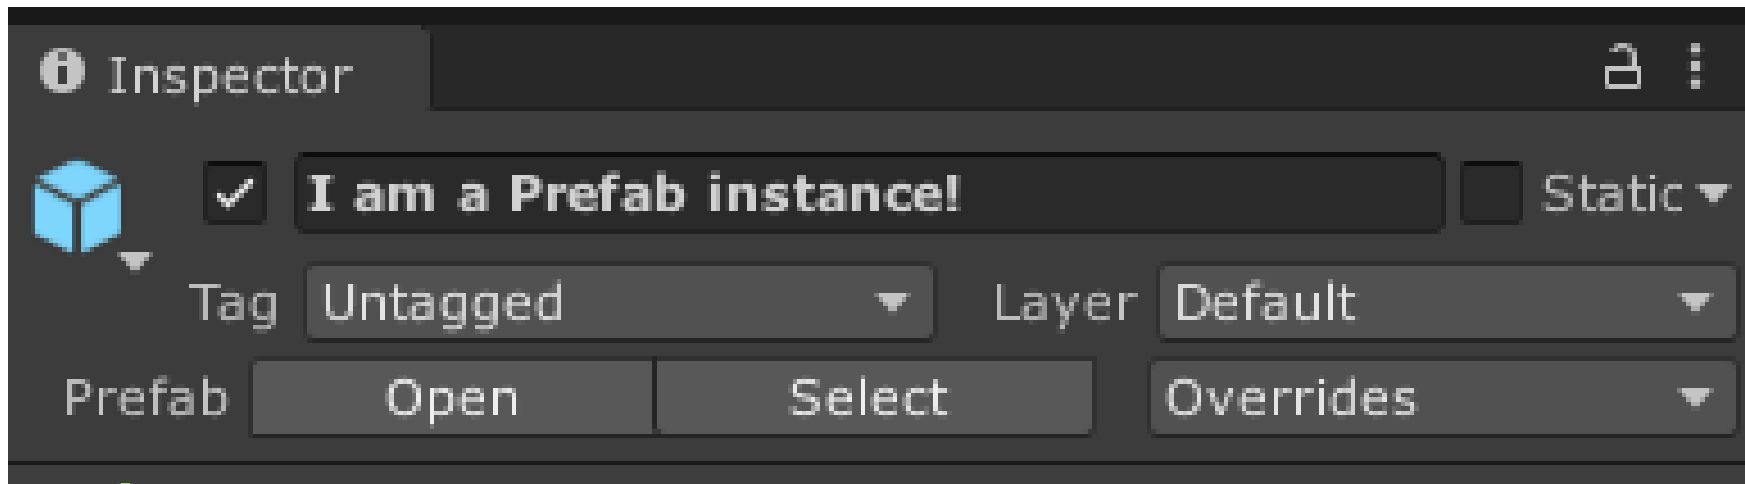 Inspector
I am a Prefab instance! Static
Tag Untagged Layer Default
Prefab Open Select Overrides